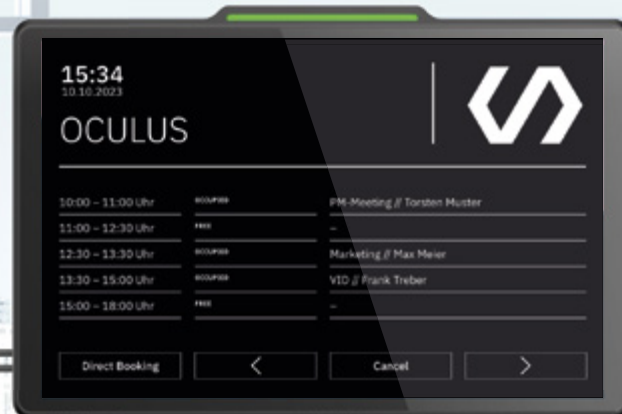 15:34
10.10.2023
OCULUS
10:00 – 11:00 Uhr OCCUPIED PM-Meeting // Torsten Muster
11:00 – 12:30 Uhr FREE –
12:30 – 13:30 Uhr OCCUPIED Marketing // Max Meier
13:30 – 15:00 Uhr OCCUPIED VID // Frank Treber
15:00 – 18:00 Uhr FREE –
Direct Booking < Cancel >